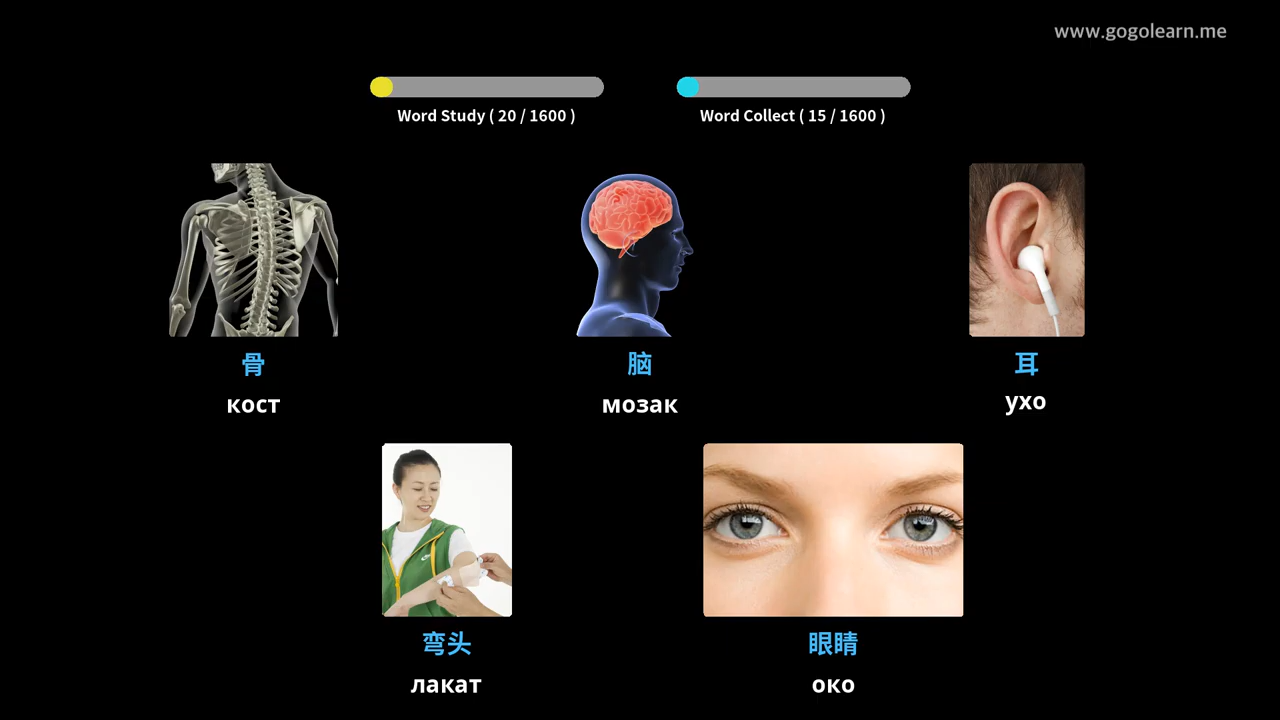 www.gogolearn.me
Word Study ( 20 / 1600 )
Word Collect ( 15 / 1600 )
骨
脑
耳
кост
мозак
ухо
弯头
眼睛
лакат
око